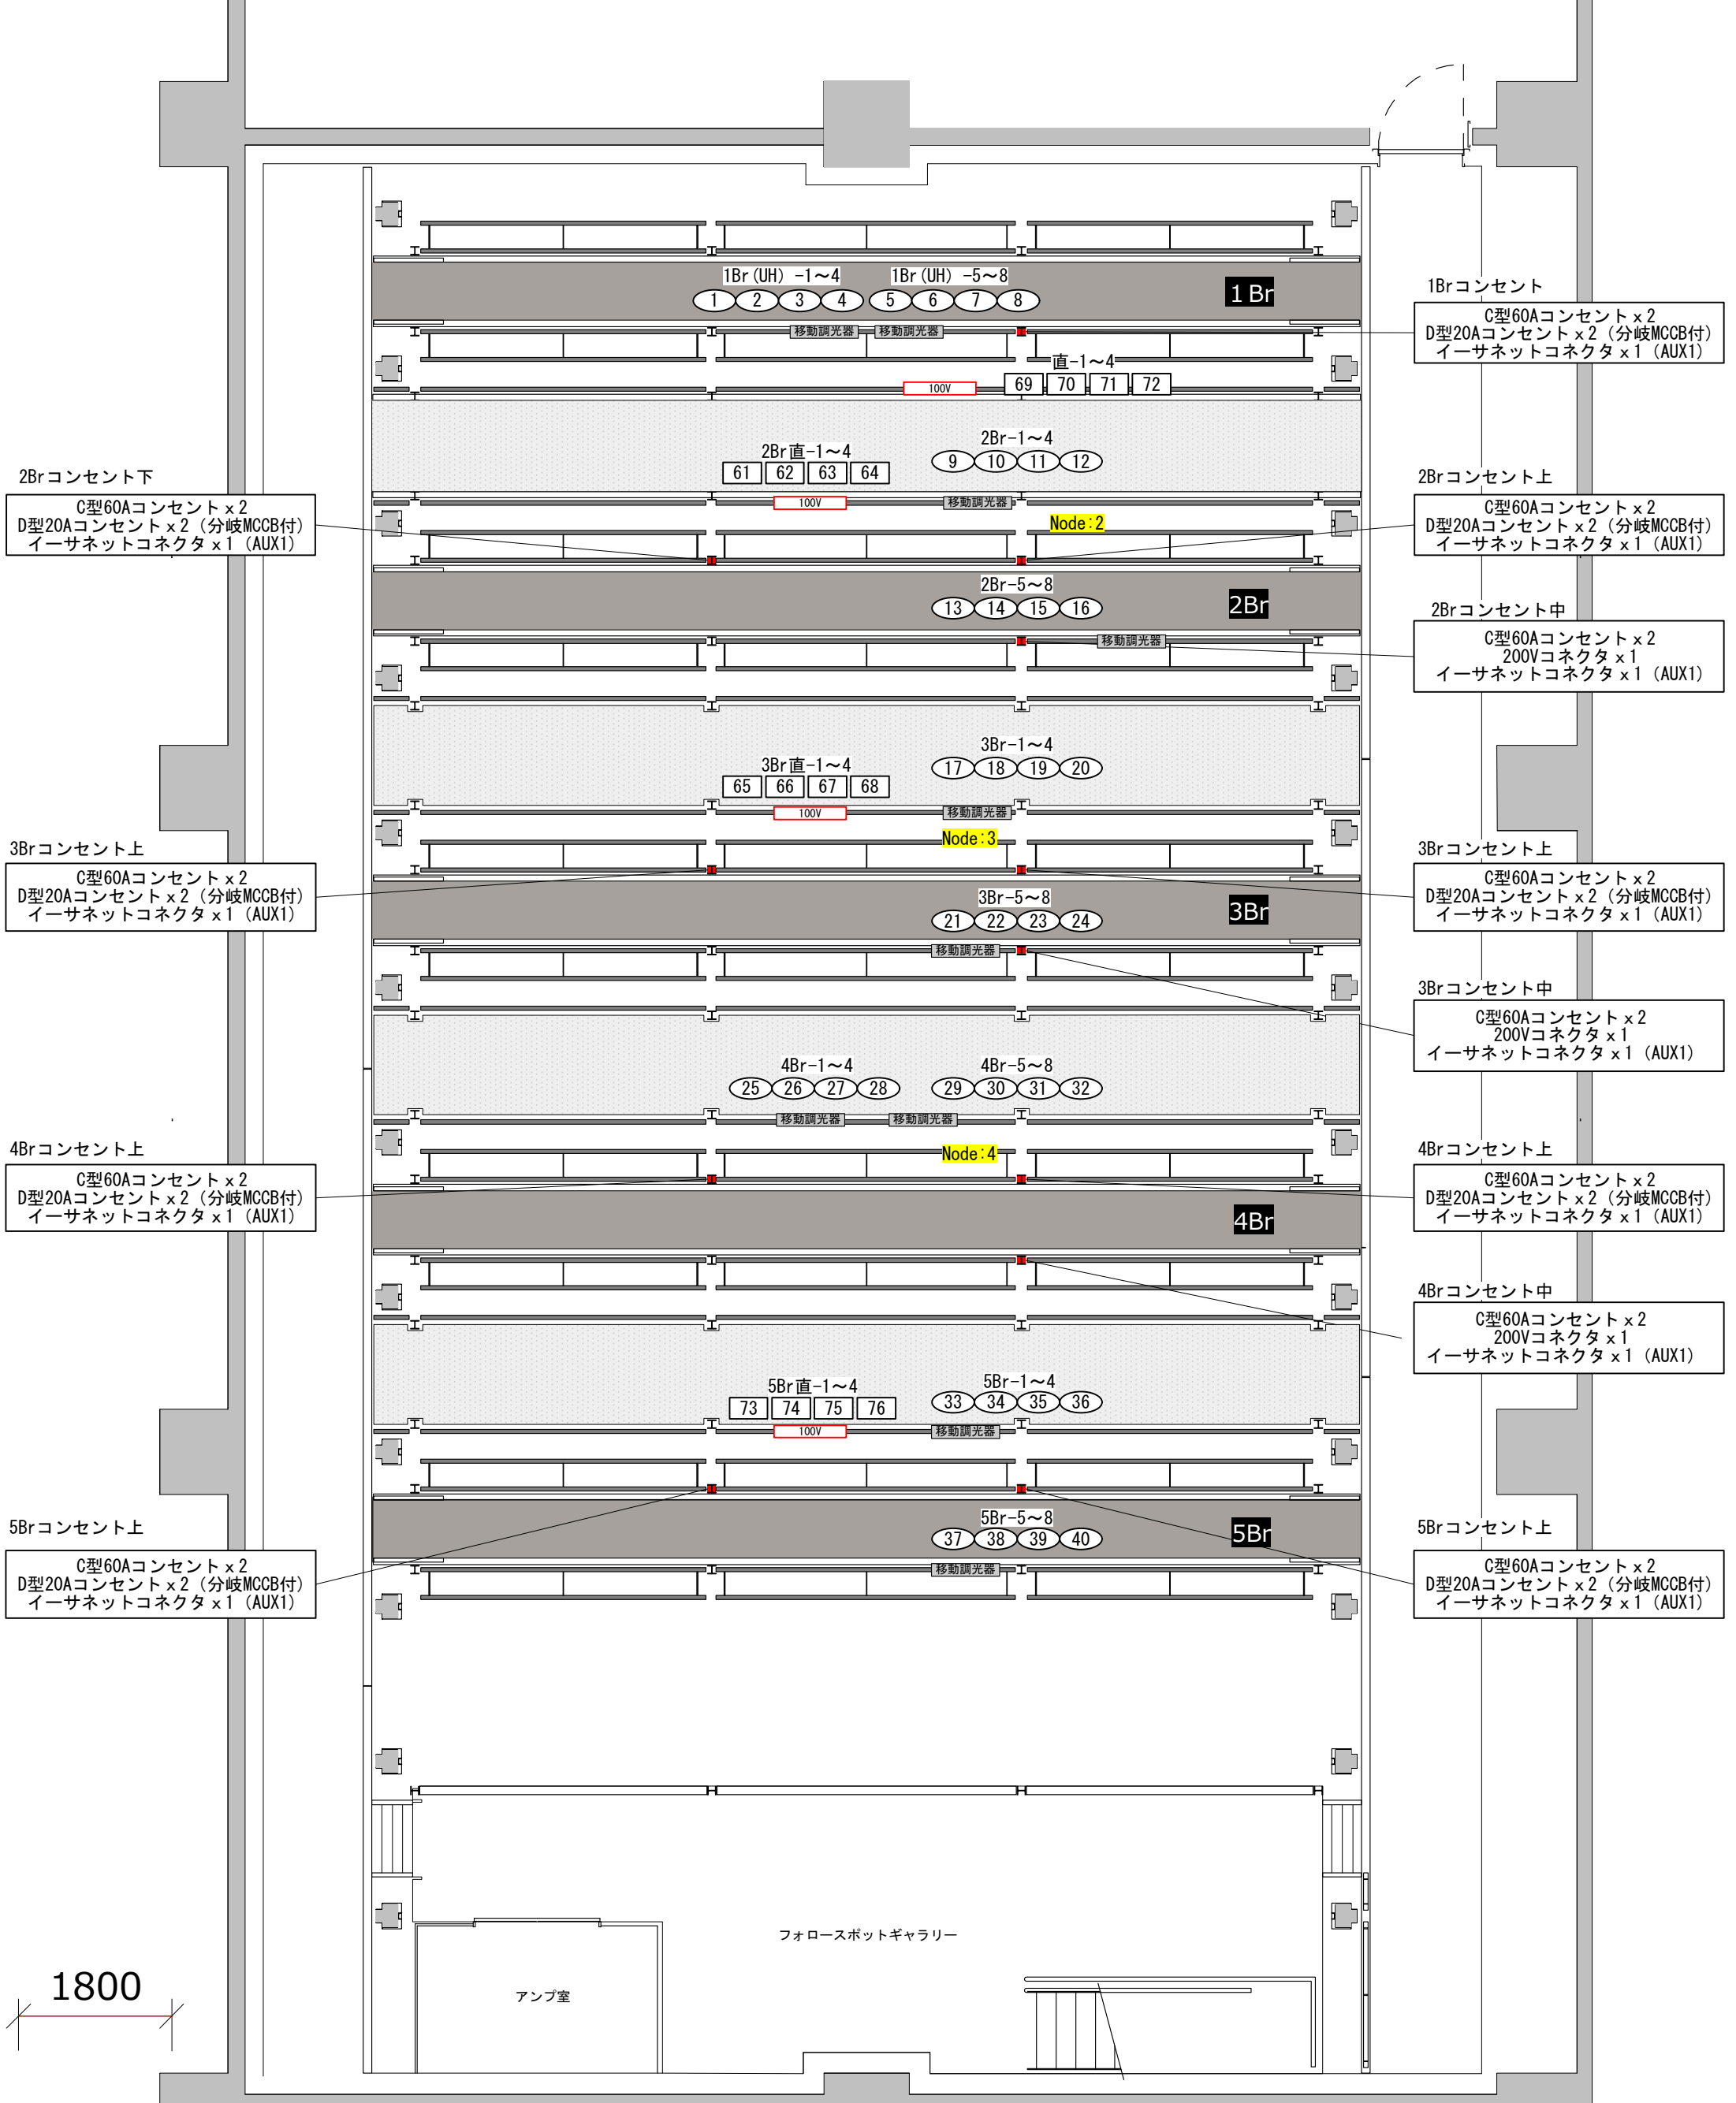 1Br(UH) -1～4
1Br(UH) -5～8
1 2 3 4 5 6 7 8
1Br
移動調光器 移動調光器
1Brコンセント
C型60Aコンセントｘ2
D型20Aコンセントｘ2（分岐MCCB付）
イーサネットコネクタｘ1（AUX1）
直-1～4
100V
69 70 71 72
2Br直-1～4
61 62 63 64
2Br-1～4
9 10 11 12
100V
移動調光器
2Brコンセント下
C型60Aコンセントｘ2
D型20Aコンセントｘ2（分岐MCCB付）
イーサネットコネクタｘ1（AUX1）
Node:2
2Brコンセント上
C型60Aコンセントｘ2
D型20Aコンセントｘ2（分岐MCCB付）
イーサネットコネクタｘ1（AUX1）
2Br-5～8
13 14 15 16
2Br
移動調光器
2Brコンセント中
C型60Aコンセントｘ2
200Vコネクタｘ1
イーサネットコネクタｘ1（AUX1）
3Br直-1～4
65 66 67 68
3Br-1～4
17 18 19 20
100V
移動調光器
Node:3
3Brコンセント上
C型60Aコンセントｘ2
D型20Aコンセントｘ2（分岐MCCB付）
イーサネットコネクタｘ1（AUX1）
3Brコンセント上
C型60Aコンセントｘ2
D型20Aコンセントｘ2（分岐MCCB付）
イーサネットコネクタｘ1（AUX1）
3Br-5～8
21 22 23 24
3Br
移動調光器
3Brコンセント中
C型60Aコンセントｘ2
200Vコネクタｘ1
イーサネットコネクタｘ1（AUX1）
4Br-1～4
25 26 27 28
4Br-5～8
29 30 31 32
移動調光器 移動調光器
Node:4
4Brコンセント上
C型60Aコンセントｘ2
D型20Aコンセントｘ2（分岐MCCB付）
イーサネットコネクタｘ1（AUX1）
4Brコンセント上
C型60Aコンセントｘ2
D型20Aコンセントｘ2（分岐MCCB付）
イーサネットコネクタｘ1（AUX1）
4Br
4Brコンセント中
C型60Aコンセントｘ2
200Vコネクタｘ1
イーサネットコネクタｘ1（AUX1）
5Br直-1～4
73 74 75 76
5Br-1～4
33 34 35 36
100V
移動調光器
5Brコンセント上
C型60Aコンセントｘ2
D型20Aコンセントｘ2（分岐MCCB付）
イーサネットコネクタｘ1（AUX1）
5Br-5～8
37 38 39 40
5Br
移動調光器
5Brコンセント上
C型60Aコンセントｘ2
D型20Aコンセントｘ2（分岐MCCB付）
イーサネットコネクタｘ1（AUX1）
フォロースポットギャラリー
アンプ室
1800